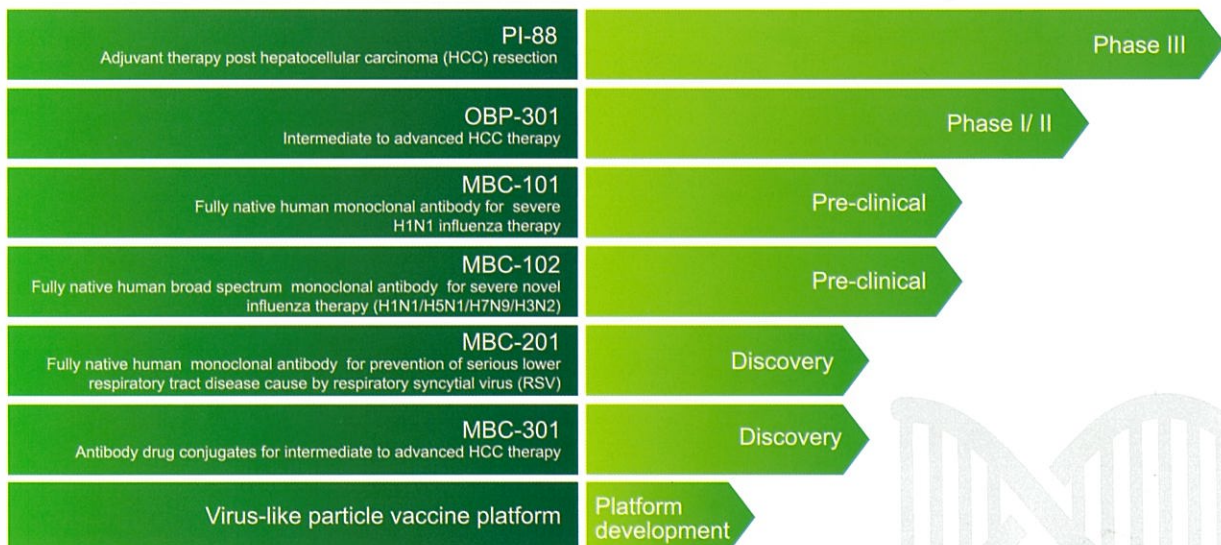 PI-88
Adjuvant therapy post hepatocellular carcinoma (HCC) resection
Phase III
OBP-301
Intermediate to advanced HCC therapy
Phase I/ II
MBC-101
Fully native human monoclonal antibody for severe
H1N1 influenza therapy
Pre-clinical
MBC-102
Fully native human broad spectrum monoclonal antibody for severe novel
influenza therapy (H1N1/H5N1/H7N9/H3N2)
Pre-clinical
MBC-201
Fully native human monoclonal antibody for prevention of serious lower
respiratory tract disease cause by respiratory syncytial virus (RSV)
Discovery
MBC-301
Antibody drug conjugates for intermediate to advanced HCC therapy
Discovery
Virus-like particle vaccine platform
Platform
development